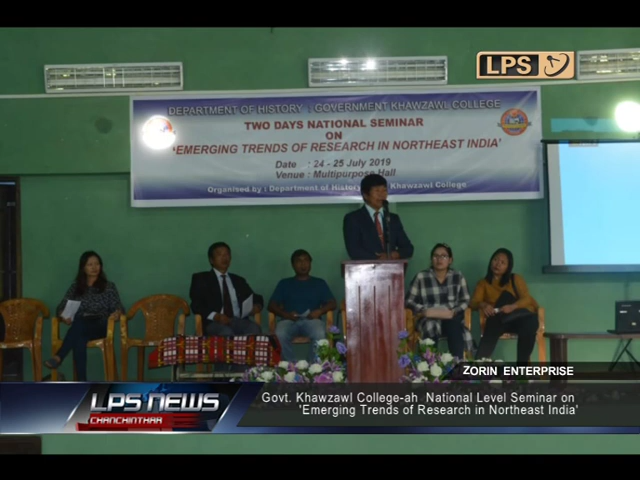 LPS
DEPARTMENT OF HISTORY : GOVERNMENT KHAWZAWL COLLEGE
TWO DAYS NATIONAL SEMINAR
ON
'EMERGING TRENDS OF RESEARCH IN NORTHEAST INDIA'
Date : 24 - 25 July 2019
Venue : Multipurpose Hall
Organised by : Department of History Khawzawl College
ZORIN ENTERPRISE
LPS NEWS
CHANCHINTHAR
Govt. Khawzawl College-ah National Level Seminar on
'Emerging Trends of Research in Northeast India'